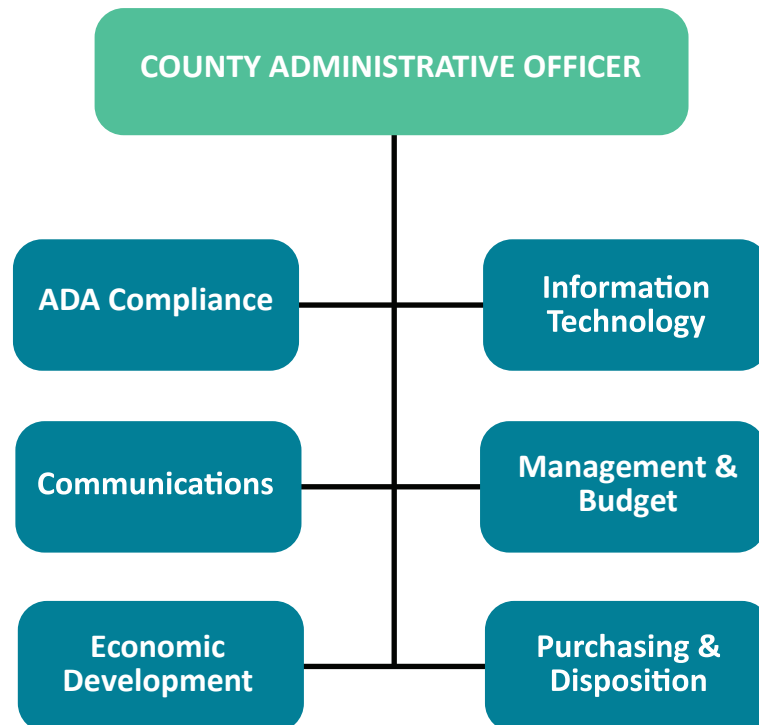 COUNTY ADMINISTRATIVE OFFICER
ADA Compliance
Information
Technology
Communications
Management &
Budget
Economic
Development
Purchasing &
Disposition